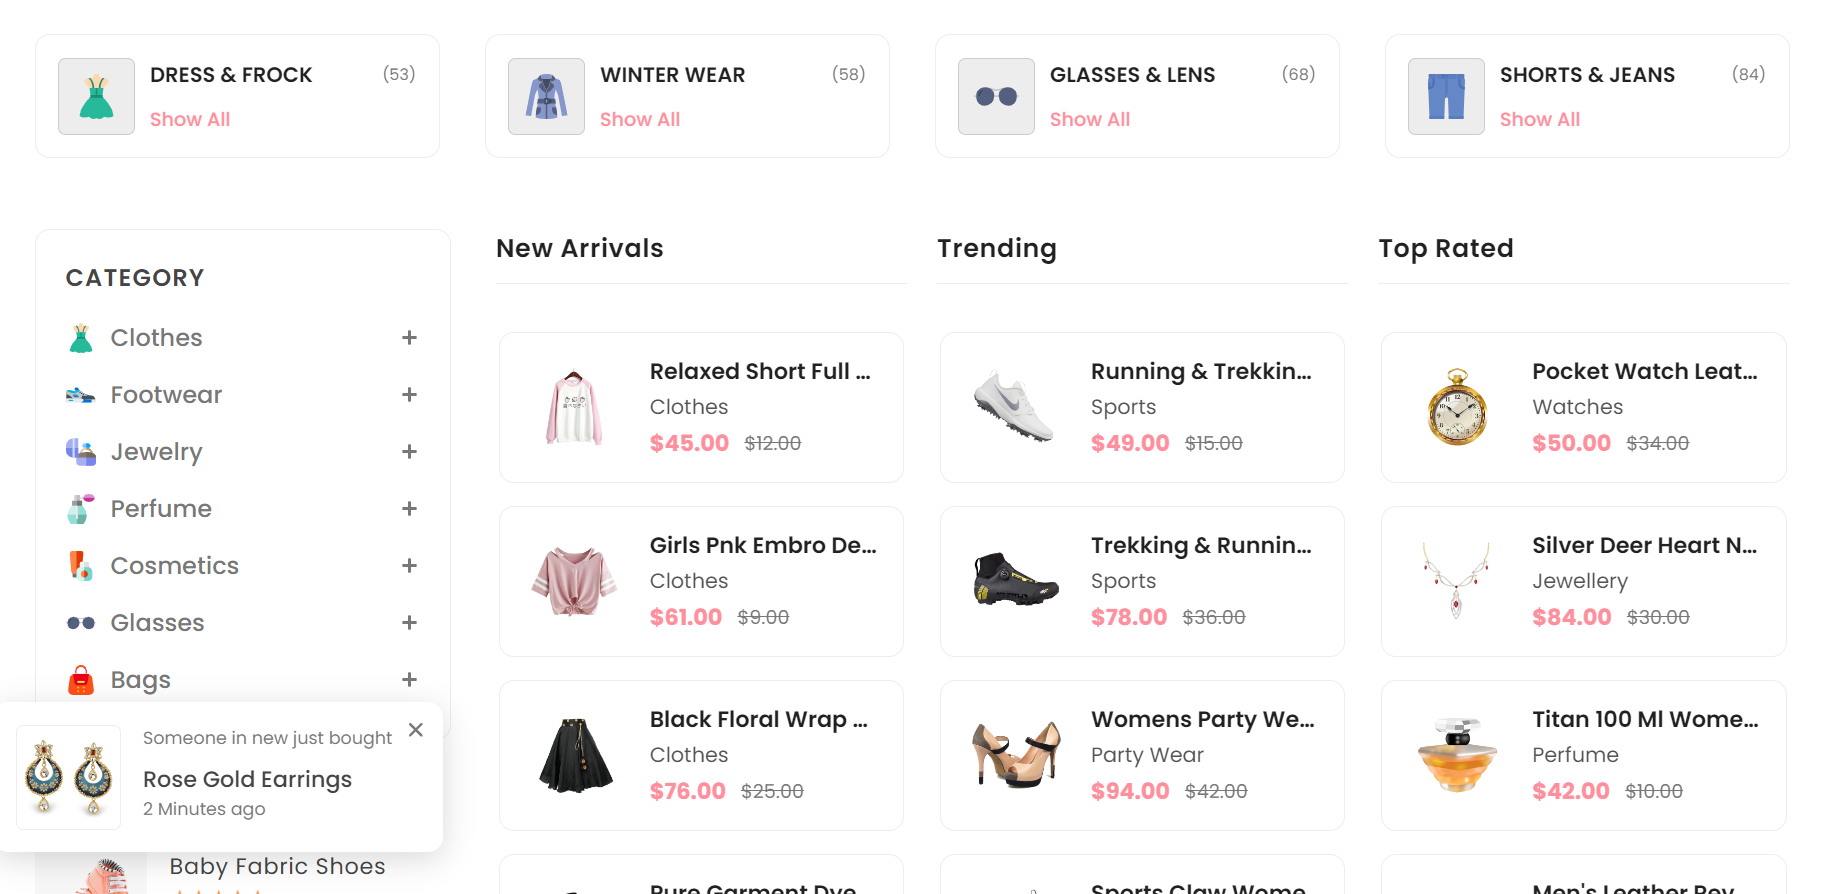 DRESS & FROCK (53)
Show All
WINTER WEAR (58)
Show All
GLASSES & LENS (68)
Show All
SHORTS & JEANS (84)
Show All
CATEGORY
Clothes
Footwear
Jewelry
Perfume
Cosmetics
Glasses
Bags
Someone in new just bought
Rose Gold Earrings
2 Minutes ago
Baby Fabric Shoes
New Arrivals
Relaxed Short Full ...
Clothes
$45.00 $12.00
Girls Pnk Embro De...
Clothes
$61.00 $9.00
Black Floral Wrap ...
Clothes
$76.00 $25.00
Pure Garment Dye...
Trending
Running & Trekkin...
Sports
$49.00 $15.00
Trekking & Runnin...
Sports
$78.00 $36.00
Womens Party We...
Party Wear
$94.00 $42.00
Sports Claw Wome...
Top Rated
Pocket Watch Leat...
Watches
$50.00 $34.00
Silver Deer Heart N...
Jewellery
$84.00 $30.00
Titan 100 Ml Wome...
Perfume
$42.00 $10.00
Men's Leather Rev...